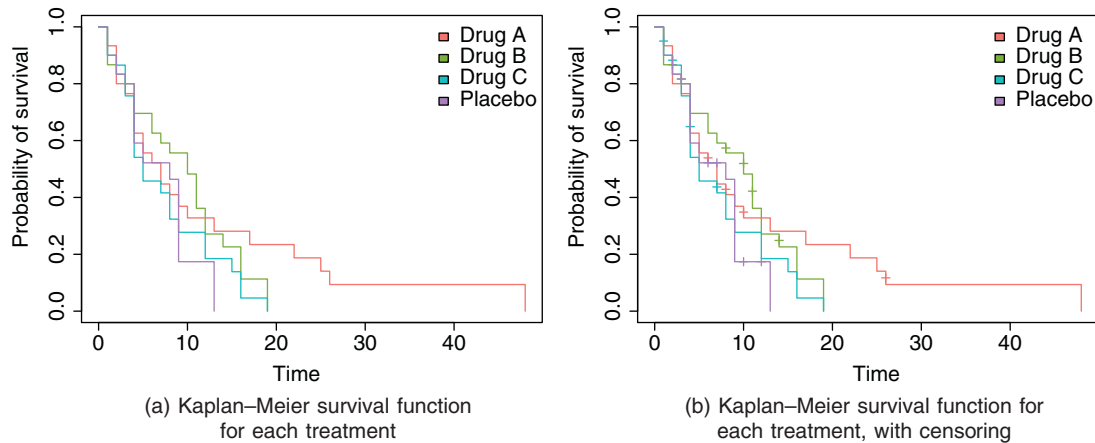 Probability of survival
1.0
0.8
0.6
0.4
0.2
0.0
Drug A
Drug B
Drug C
Placebo
0 10 20 30 40
Time
(a) Kaplan–Meier survival function
for each treatment
Probability of survival
1.0
0.8
0.6
0.4
0.2
0.0
Drug A
Drug B
Drug C
Placebo
0 10 20 30 40
Time
(b) Kaplan–Meier survival function for
each treatment, with censoring